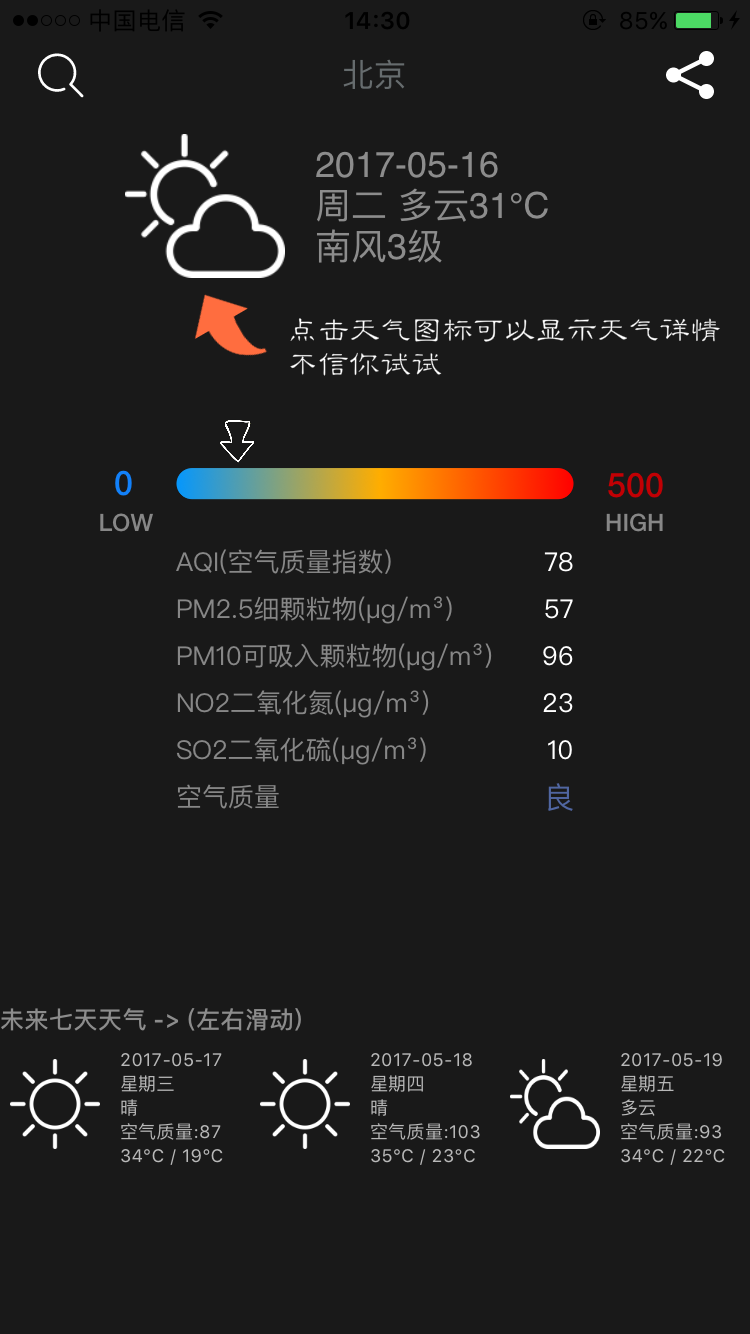 中国电信 14:30 85%
北京
2017-05-16
周二 多云31°C
南风3级
点击天气图标可以显示天气详情
不信你试试
0 500
LOW HIGH
AQI(空气质量指数) 78
PM2.5细颗粒物(μg/m³) 57
PM10可吸入颗粒物(μg/m³) 96
NO2二氧化氮(μg/m³) 23
SO2二氧化硫(μg/m³) 10
空气质量 良
未来七天天气 -> (左右滑动)
2017-05-17
星期三
晴
空气质量:87
34°C / 19°C
2017-05-18
星期四
晴
空气质量:103
35°C / 23°C
2017-05-19
星期五
多云
空气质量:93
34°C / 22°C